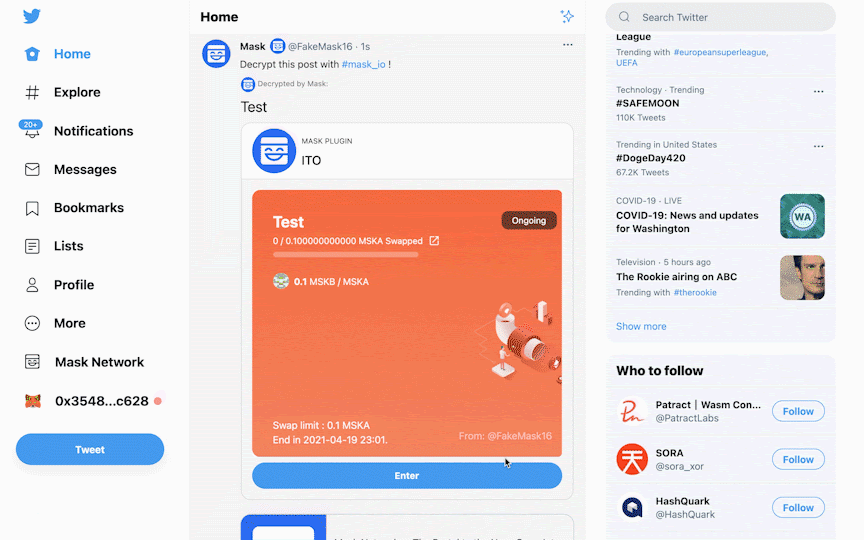 Home
Explore
20+
Notifications
Messages
Bookmarks
Lists
Profile
More
Mask Network
0x3548...c628
Tweet
Home
Mask @FakeMask16 · 1s
Decrypt this post with #mask_io !
Decrypted by Mask:
Test
MASK PLUGIN
ITO
Test
Ongoing
0 / 0.100000000000 MSKA Swapped
0.1 MSKB / MSKA
Swap limit : 0.1 MSKA
End in 2021-04-19 23:01.
From: @FakeMask16
Enter
Search Twitter
League
Trending with #europeansuperleague,
UEFA
Technology · Trending
#SAFEMOON
110K Tweets
Trending in United States
#DogeDay420
67.2K Tweets
COVID-19 · LIVE
COVID-19: News and updates
for Washington
WA
Television · 5 hours ago
The Rookie airing on ABC
Trending with #therookie
Show more
Who to follow
Patract | Wasm Con...
@PatractLabs
Follow
SORA
@sora_xor
Follow
HashQuark
@HashQuark
Follow